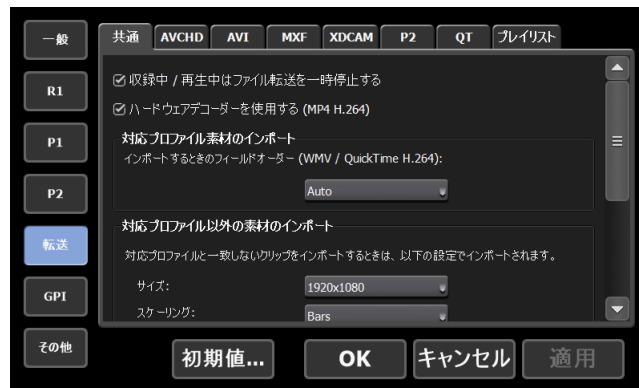 一般
共通 AVCHD AVI MXF XDCAM P2 QT プレイリスト
R1
P1
P2
転送
GPI
その他
収録中 / 再生中はファイル転送を一時停止する
ハードウェアデコーダーを使用する (MP4 H.264)
対応プロファイル素材のインポート
インポートするときのフィールドオーダー (WMV / QuickTime H.264):
Auto
対応プロファイル以外の素材のインポート
対応プロファイルと一致しないクリップをインポートするときは、以下の設定でインポートされます。
サイズ: 1920x1080
スケーリング: Bars
初期値... OK キャンセル 適用